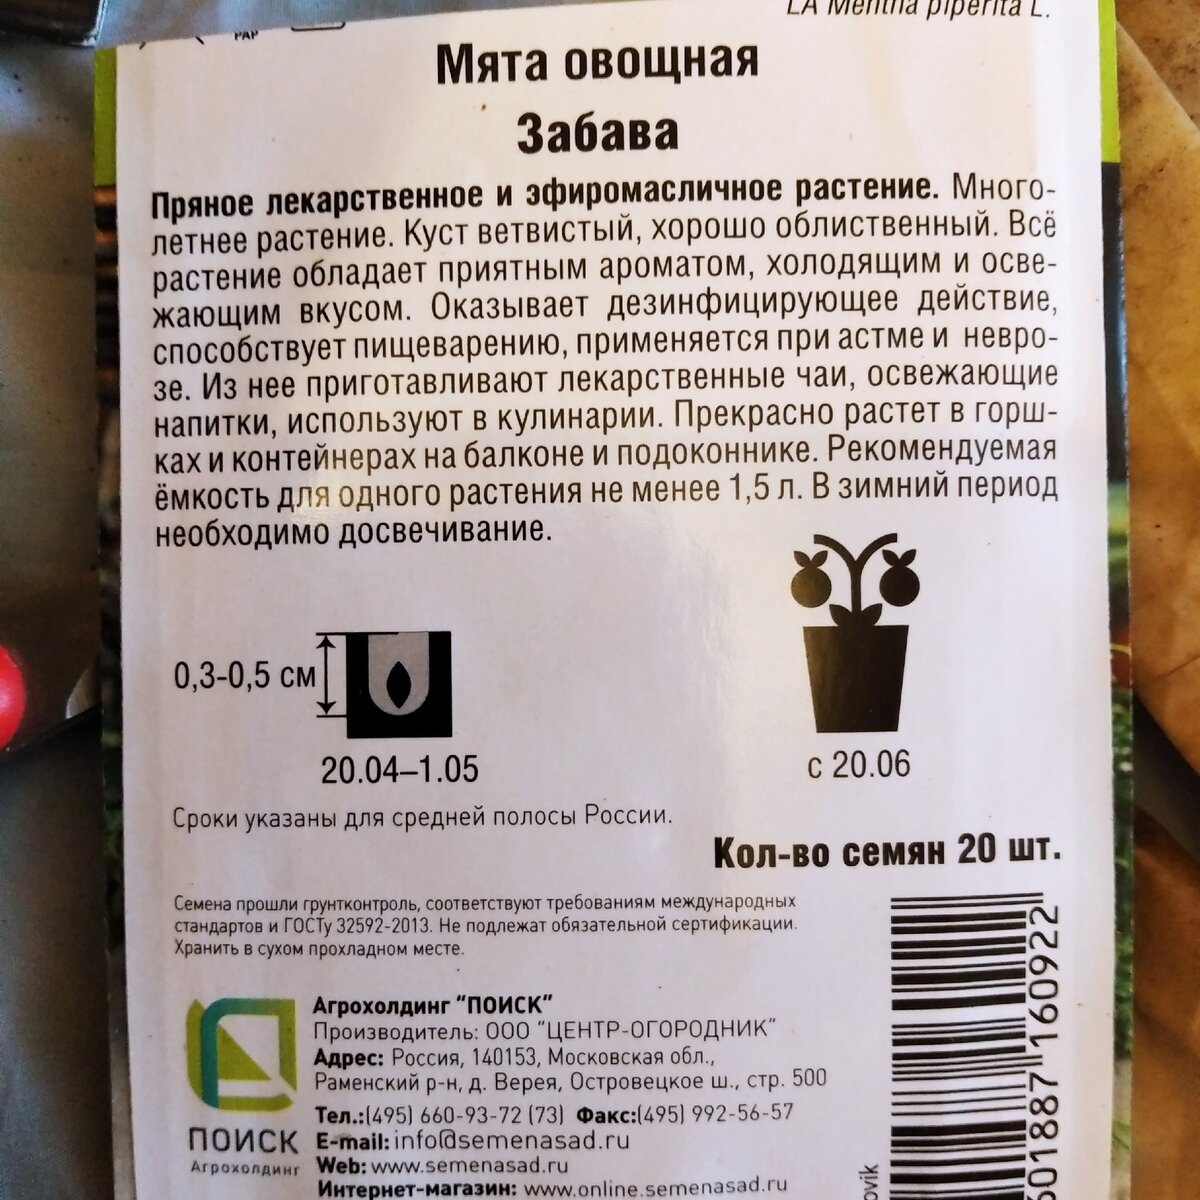 LA Mentha piperita L.
PAP
Мята овощная
Забава
Пряное лекарственное и эфиромасличное растение. Много-
летнее растение. Куст ветвистый, хорошо облиственный. Всё
растение обладает приятным ароматом, холодящим и осве-
жающим вкусом. Оказывает дезинфицирующее действие,
способствует пищеварению, применяется при астме и невро-
зе. Из нее приготавливают лекарственные чаи, освежающие
напитки, используют в кулинарии. Прекрасно растет в горш-
ках и контейнерах на балконе и подоконнике. Рекомендуемая
ёмкость для одного растения не менее 1,5 л. В зимний период
необходимо досвечивание.
0,3-0,5 см
20.04–1.05
с 20.06
Сроки указаны для средней полосы России.
Кол-во семян 20 шт.
Семена прошли грунтконтроль, соответствуют требованиям международных
стандартов и ГОСТу 32592-2013. Не подлежат обязательной сертификации.
Хранить в сухом прохладном месте.
Агрохолдинг "ПОИСК"
Производитель: ООО "ЦЕНТР-ОГОРОДНИК"
Адрес: Россия, 140153, Московская обл.,
Раменский р-н, д. Верея, Островецкое ш., стр. 500
Тел.:(495) 660-93-72 (73) Факс:(495) 992-56-57
E-mail: info@semenasad.ru
Web: www.semenasad.ru
Интернет-магазин: www.online.semenasad.ru
ПОИСК
Агрохолдинг
601887 160922